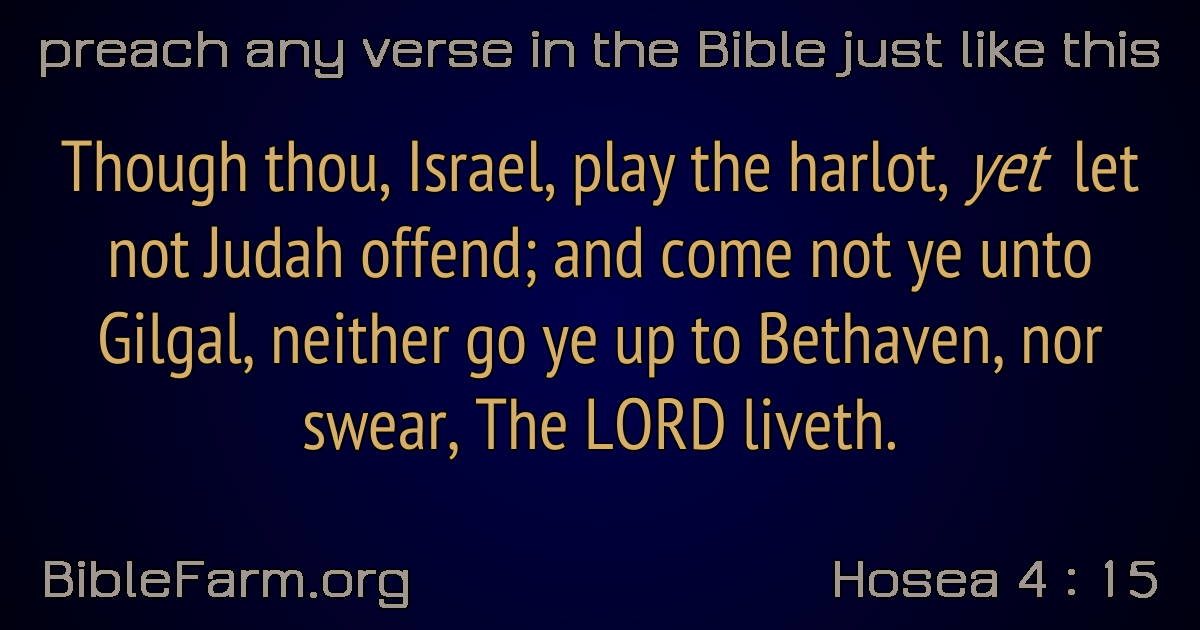 preach any verse in the Bible just like this
Though thou, Israel, play the harlot, yet let
not Judah offend; and come not ye unto
Gilgal, neither go ye up to Bethaven, nor
swear, The LORD liveth.
BibleFarm.org
Hosea 4 : 15